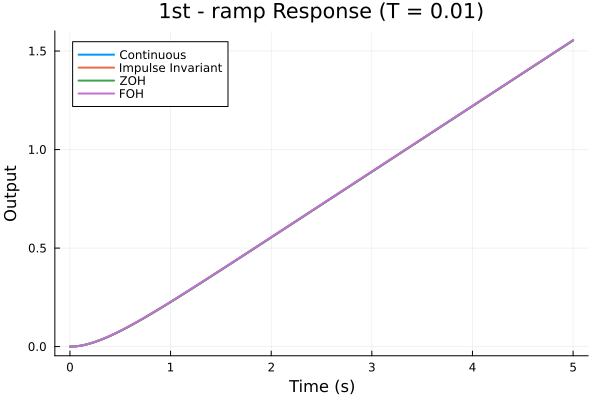 1st - ramp Response (T = 0.01)
Continuous
Impulse Invariant
ZOH
FOH
Output
1.5
1.0
0.5
0.0
0 1 2 3 4 5
Time (s)